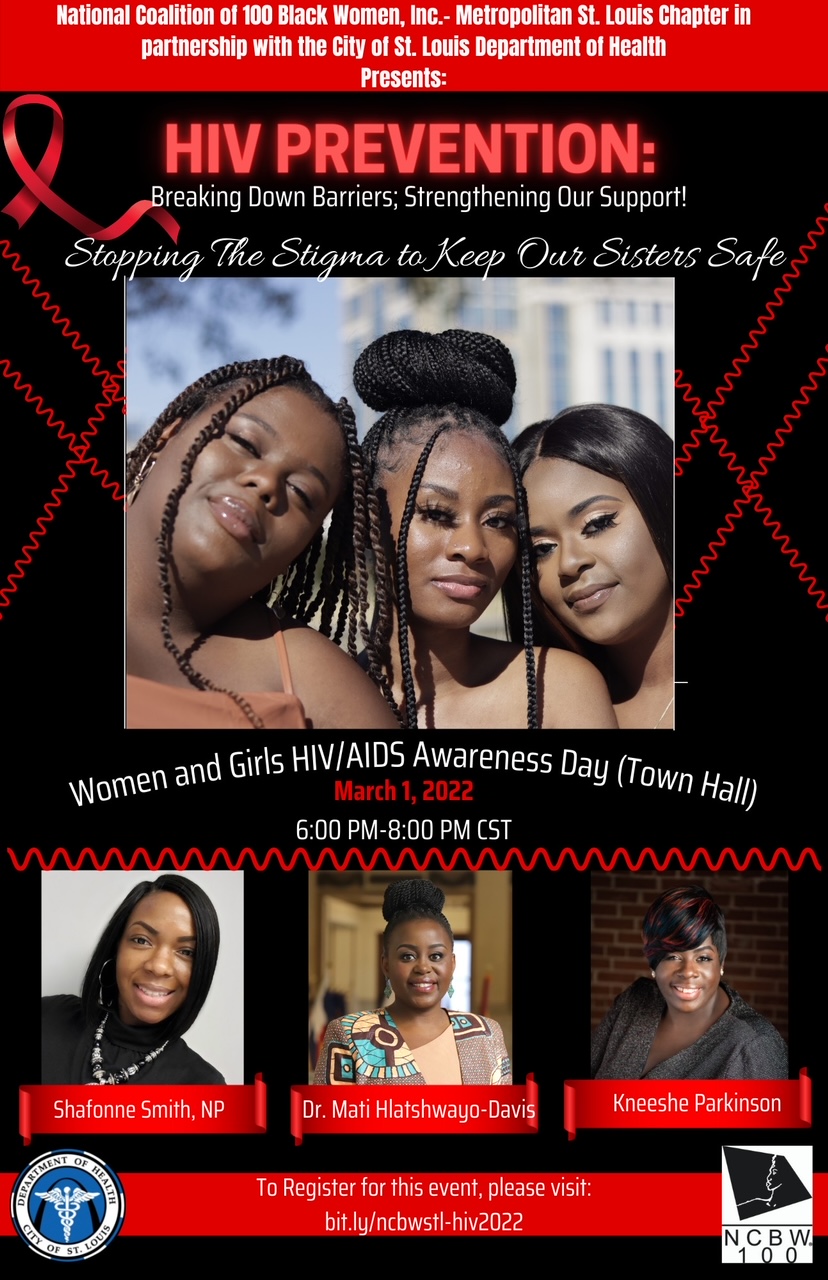 National Coalition of 100 Black Women, Inc.- Metropolitan St. Louis Chapter in
partnership with the City of St. Louis Department of Health
Presents:
HIV PREVENTION:
Breaking Down Barriers; Strengthening Our Support!
Stopping The Stigma to Keep Our Sisters Safe
Women and Girls HIV/AIDS Awareness Day (Town Hall)
March 1, 2022
6:00 PM-8:00 PM CST
Shafonne Smith, NP
Dr. Mati Hlatshwayo-Davis
Kneeshe Parkinson
DEPARTMENT OF HEALTH
CITY OF ST. LOUIS
To Register for this event, please visit:
bit.ly/ncbwstl-hiv2022
NCBW
100